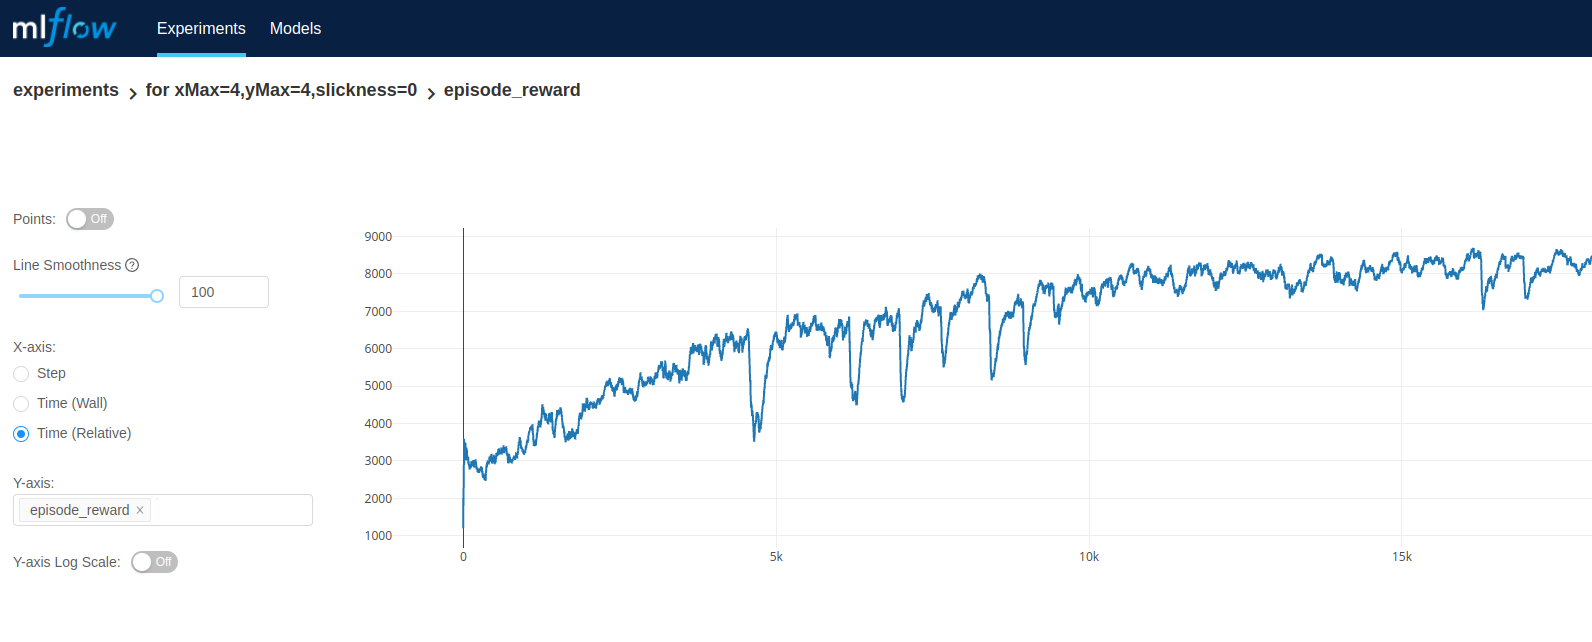 mlflow Experiments Models
experiments > for xMax=4,yMax=4,slickness=0 > episode_reward
Points: Off
Line Smoothness ?
100
X-axis:
Step
Time (Wall)
Time (Relative)
Y-axis:
episode_reward ×
Y-axis Log Scale: Off
9000
8000
7000
6000
5000
4000
3000
2000
1000
0 5k 10k 15k